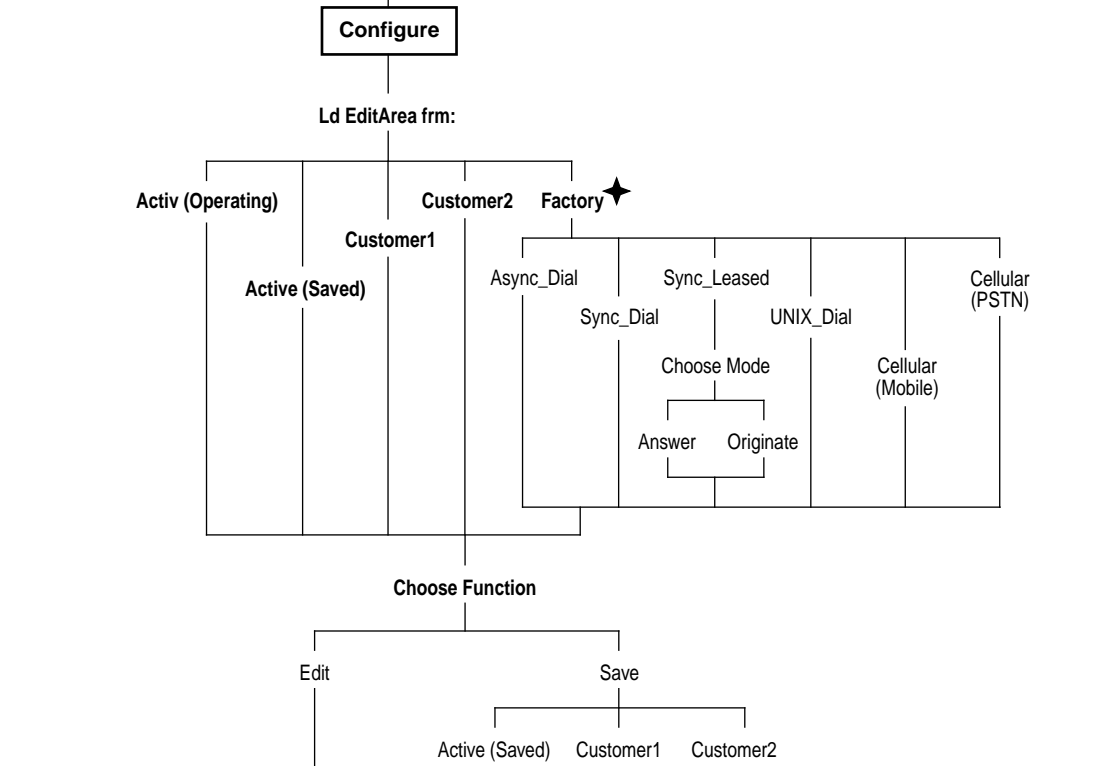 Configure
Ld EditArea frm:
Activ (Operating)
Customer2
Factory
Customer1
Active (Saved)
Async_Dial
Sync_Leased
Cellular
(PSTN)
Sync_Dial
UNIX_Dial
Choose Mode
Cellular
(Mobile)
Answer
Originate
Choose Function
Edit
Save
Active (Saved)
Customer1
Customer2